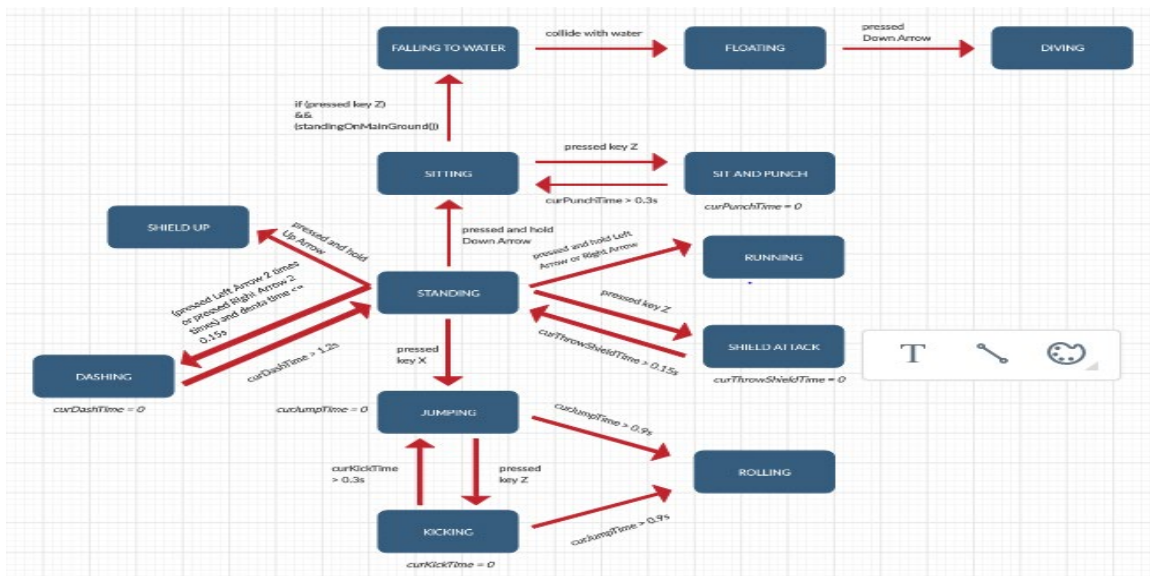 FALLING TO WATER
collide with water
FLOATING
pressed
Down Arrow
DIVING
if (pressed key Z)
&&
(standingOnMainGround())
SITTING
pressed key Z
SIT AND PUNCH
curPunchTime > 0.3s
curPunchTime = 0
SHIELD UP
pressed and hold
Up Arrow
pressed and hold
Down Arrow
pressed and hold Left
Arrow or Right Arrow
RUNNING
(pressed Left Arrow 2 times
or pressed Right Arrow 2
times) and denta time <=
0.15s
STANDING
pressed key Z
curThrowShieldTime > 0.15s
SHIELD ATTACK
curThrowShieldTime = 0
T
DASHING
curDashTime = 0
curDashTime > 1.2s
pressed
key X
curJumpTime = 0
JUMPING
curJumpTime > 0.9s
curKickTime
> 0.3s
pressed
key Z
ROLLING
KICKING
curJumpTime > 0.9s
curKickTime = 0